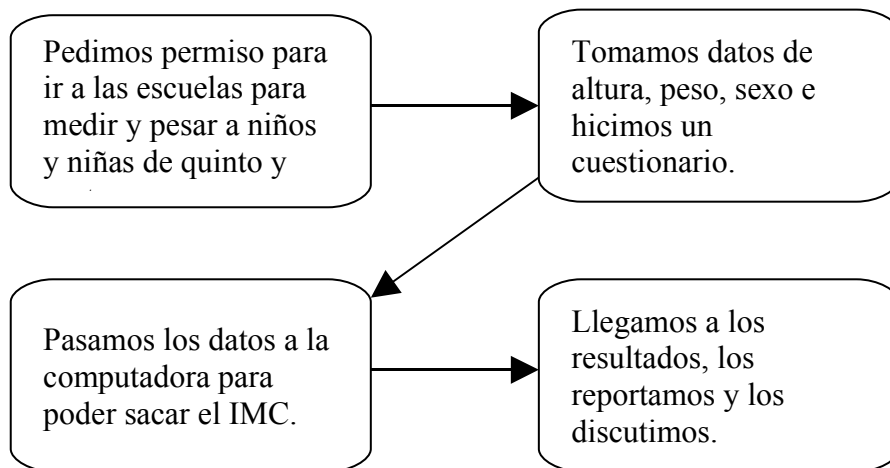 Pedimos permiso para
ir a las escuelas para
medir y pesar a niños
y niñas de quinto y
Tomamos datos de
altura, peso, sexo e
hicimos un
cuestionario.
Pasamos los datos a la
computadora para
poder sacar el IMC.
Llegamos a los
resultados, los
reportamos y los
discutimos.